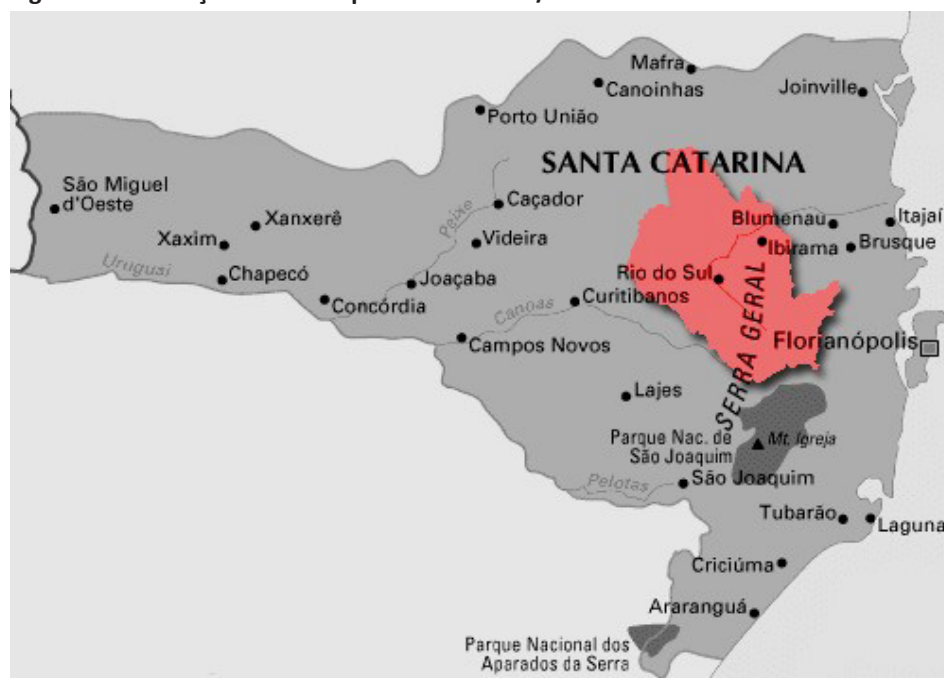 Mafra
Canoinhas
Joinville
Porto União
SANTA CATARINA
São Miguel
d'Oeste
Caçador
Peixe
Xanxerê
Blumenau
Itajaí
Xaxim
Videira
Ibirama
Brusque
Uruguai
Chapecó
Joaçaba
Rio do Sul
Concórdia
Curitibanos
Canoas
SERRA GERAL
Campos Novos
Florianópolis
Lajes
Parque Nac. de
São Joaquim
Mt. Igreja
Pelotas
São Joaquim
Tubarão
Laguna
Criciúma
Araranguá
Parque Nacional dos
Aparados da Serra